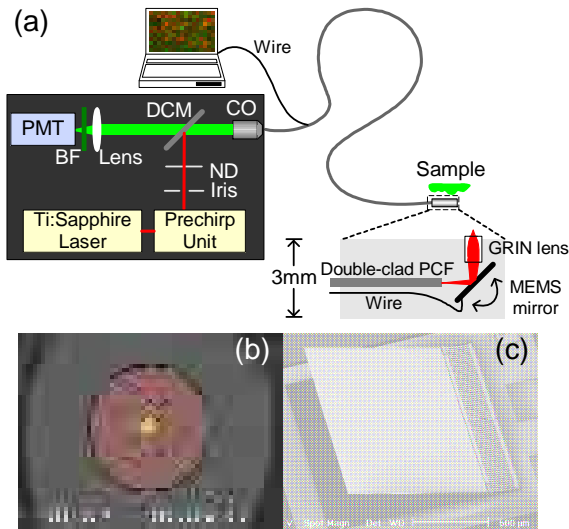 (a)
Wire
DCM
CO
PMT
BF
Lens
ND
Iris
Ti:Sapphire
Laser
Prechirp
Unit
Sample
GRIN lens
3mm
Double-clad PCF
Wire
MEMS
mirror
(b)
(c)